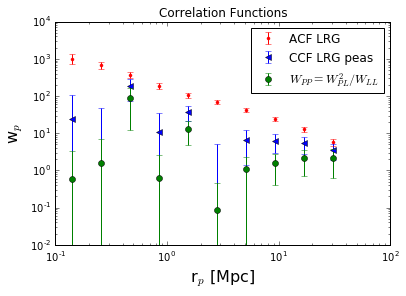 Correlation Functions
10^4
10^3
10^2
10^1
10^0
10^-1
10^-2
w_p
ACF LRG
CCF LRG peas
W_PP = W_PL^2/W_LL
10^-1
10^0
10^1
10^2
r_p [Mpc]